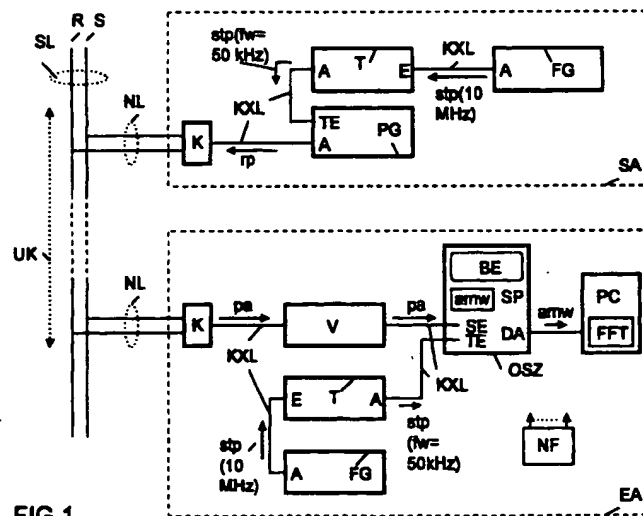 R S
SL
UK
NL
K
stp(fw=
50 kHz)
A T E
KXL
stp(10
MHz)
A FG
KXL
TE
A PG
rp
SA
NL
K
pa
KXL
V
pa
KXL
BE
amw SP
SE
TE DA
OSZ
amw
PC
FFT
E T A
stp
(fw=
50kHz)
stp
(10
MHz)
A FG
NF
EA
FIG 1